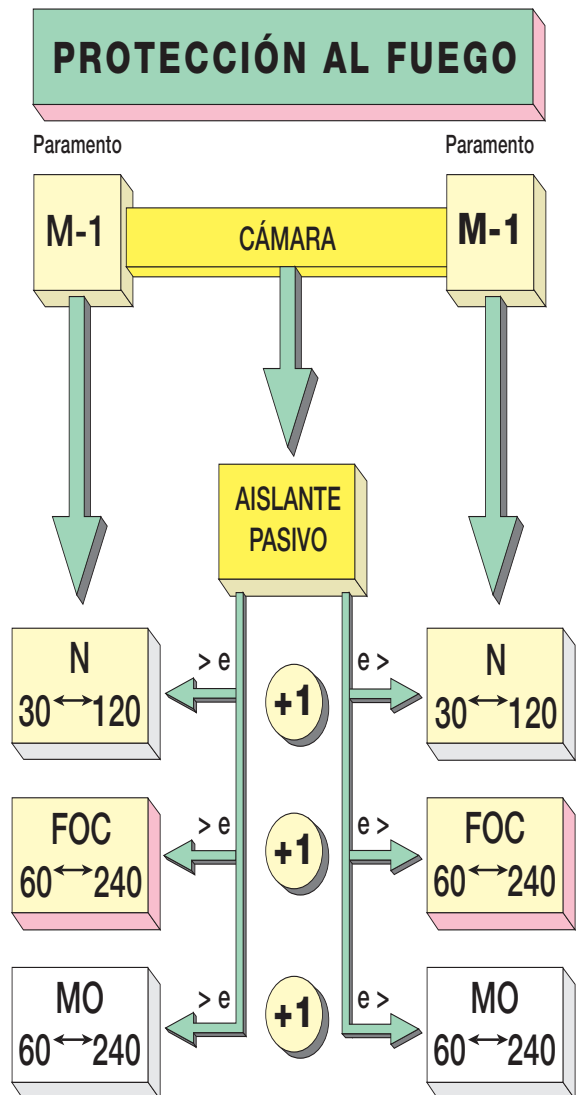 PROTECCIÓN AL FUEGO
Paramento Paramento
M-1 CÁMARA M-1
AISLANTE
PASIVO
N > e e > N
30↔120 +1 30↔120
FOC > e e > FOC
60↔240 +1 60↔240
MO > e e > MO
60↔240 +1 60↔240